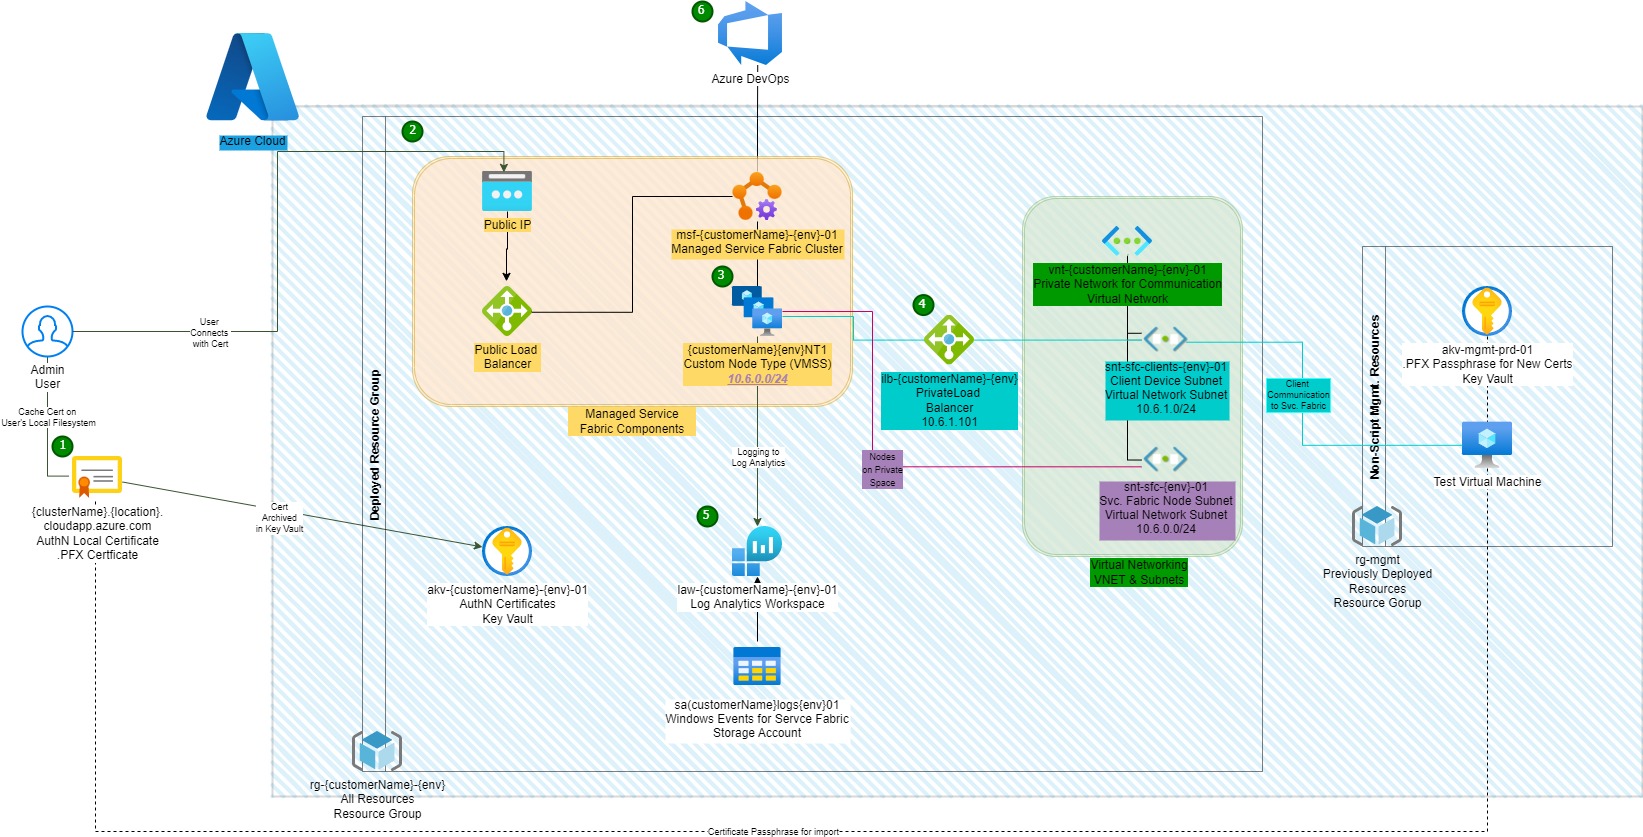 6
Azure DevOps
Azure Cloud
2
Public IP
msf-{customerName}-{env}-01
Managed Service Fabric Cluster
3
Public Load
Balancer
{customerName}{env}NT1
Custom Node Type (VMSS)
10.6.0.0/24
Managed Service
Fabric Components
4
ilb-{customerName}-{env}
PrivateLoad
Balancer
10.6.1.101
vnt-{customerName}-{env}-01
Private Network for Communication
Virtual Network
snt-sfc-clients-{env}-01
Client Device Subnet
Virtual Network Subnet
10.6.1.0/24
snt-sfc-{env}-01
Svc. Fabric Node Subnet
Virtual Network Subnet
10.6.0.0/24
Virtual Networking
VNET & Subnets
Nodes
on Private
Space
Client
Communication
to Svc. Fabric
Non-Script Mgmt. Resources
akv-mgmt-prd-01
.PFX Passphrase for New Certs
Key Vault
Test Virtual Machine
rg-mgmt
Previously Deployed
Resources
Resource Gorup
User
Connects
with Cert
Admin
User
Cache Cert on
User's Local Filesystem
1
{clusterName}.{location}.
cloudapp.azure.com
AuthN Local Certificate
.PFX Certficate
Cert
Archived
in Key Vault
Deployed Resource Group
akv-{customerName}-{env}-01
AuthN Certificates
Key Vault
Logging to
Log Analytics
5
law-{customerName}-{env}-01
Log Analytics Workspace
sa(customerName}logs{env}01
Windows Events for Servce Fabric
Storage Account
rg-{customerName}-{env}
All Resources
Resource Group
Certificate Passphrase for import